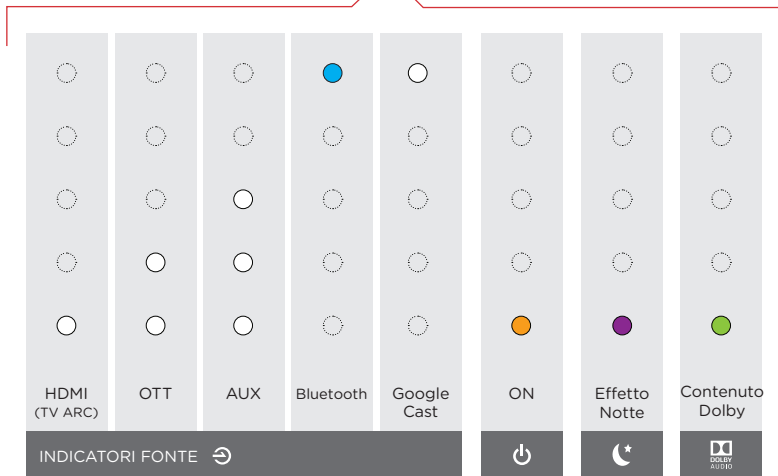 HDMI
(TV ARC)
OTT
AUX
Bluetooth
Google
Cast
ON
Effetto
Notte
Contenuto
Dolby
INDICATORI FONTE
DOLBY
AUDIO